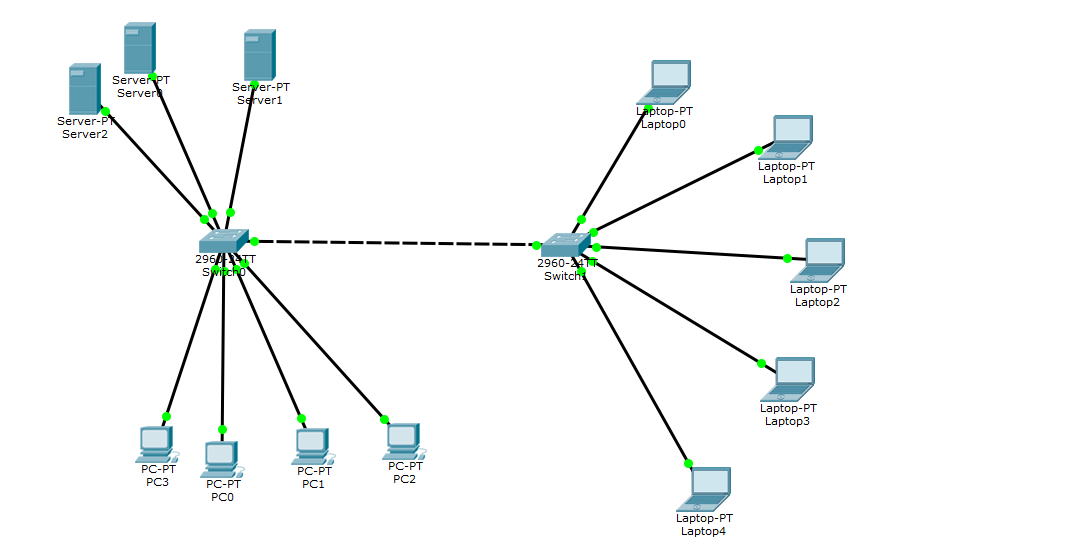 Server-PT
Server0
Server-PT
Server1
Server-PT
Server2
Laptop-PT
Laptop0
Laptop-PT
Laptop1
2960-24TT
Switch0
2960-24TT
Switch1
Laptop-PT
Laptop2
Laptop-PT
Laptop3
PC-PT
PC3
PC-PT
PC0
PC-PT
PC1
PC-PT
PC2
Laptop-PT
Laptop4